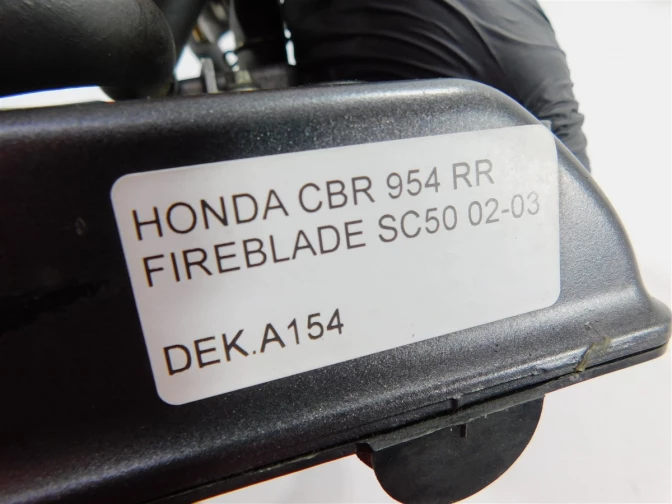 HONDA CBR 954 RR
FIREBLADE SC50 02-03
DEK.A154